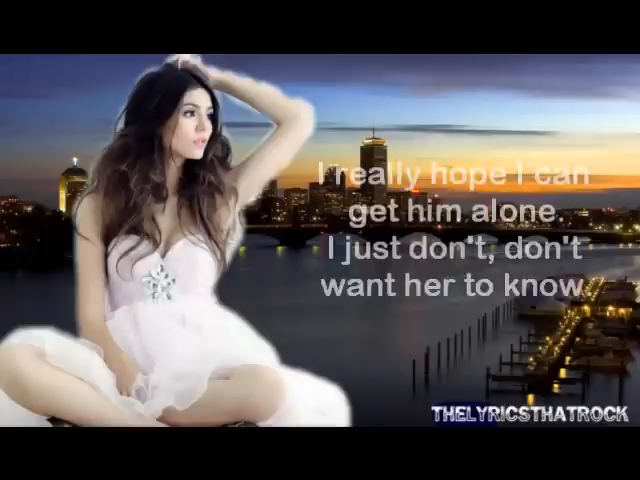 I really hope I can
get him alone
I just don't, don't
want her to know
THELYRICSTHATROCK